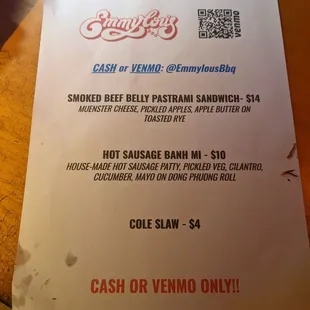 Emmylou's
venmo
CASH or VENMO: @EmmylousBbq
SMOKED BEEF BELLY PASTRAMI SANDWICH- $14
MUENSTER CHEESE, PICKLED APPLES, APPLE BUTTER ON
TOASTED RYE
HOT SAUSAGE BANH MI - $10
HOUSE-MADE HOT SAUSAGE PATTY, PICKLED VEG, CILANTRO,
CUCUMBER, MAYO ON DONG PHUONG ROLL
COLE SLAW - $4
CASH OR VENMO ONLY!!